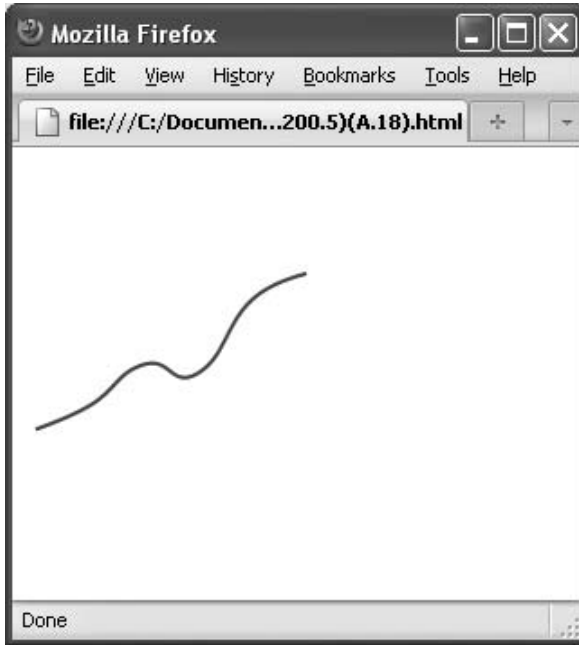 Mozilla Firefox
File Edit View History Bookmarks Tools Help
file:///C:/Documen...200.5)(A.18).html
Done